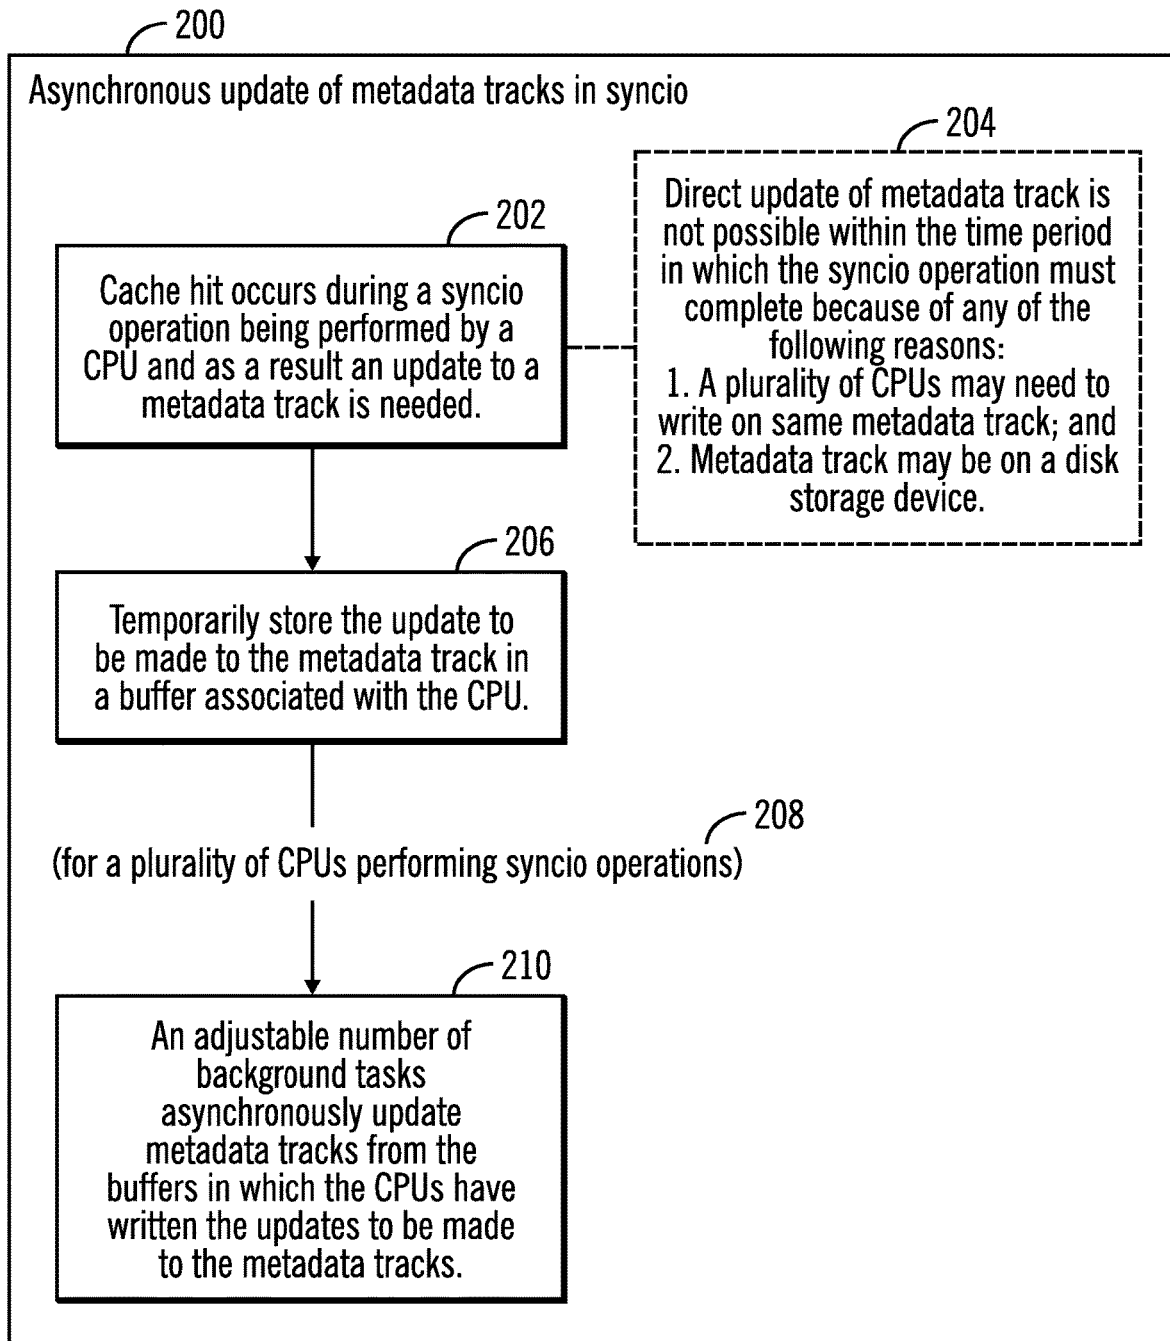 200
Asynchronous update of metadata tracks in syncio
204
Direct update of metadata track is
not possible within the time period
in which the syncio operation must
complete because of any of the
following reasons:
1. A plurality of CPUs may need to
write on same metadata track; and
2. Metadata track may be on a disk
storage device.
202
Cache hit occurs during a syncio
operation being performed by a
CPU and as a result an update to a
metadata track is needed.
206
Temporarily store the update to
be made to the metadata track in
a buffer associated with the CPU.
208
(for a plurality of CPUs performing syncio operations)
210
An adjustable number of
background tasks
asynchronously update
metadata tracks from the
buffers in which the CPUs have
written the updates to be made
to the metadata tracks.